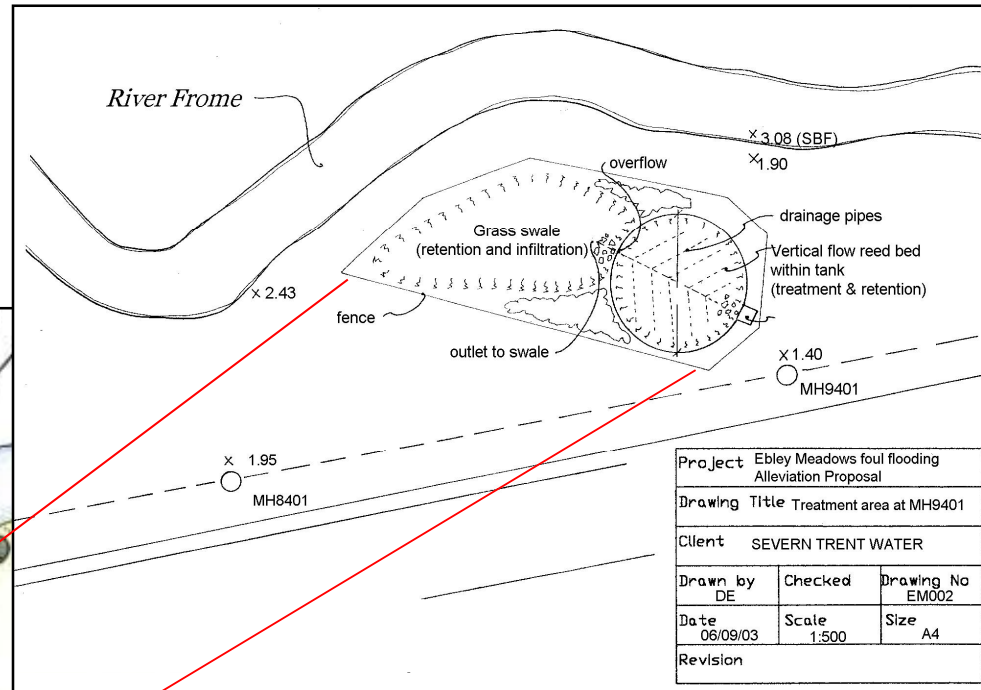 River Frome
× 3.08 (SBF)
×1.90
overflow
drainage pipes
Grass swale
(retention and infiltration)
Vertical flow reed bed
within tank
(treatment & retention)
× 2.43
fence
outlet to swale
×1.40
MH9401
× 1.95
MH8401
Project Ebley Meadows foul flooding
Alleviation Proposal
Drawing Title Treatment area at MH9401
Client SEVERN TRENT WATER
Drawn by Checked Drawing No
DE EM002
Date Scale Size
06/09/03 1:500 A4
Revision